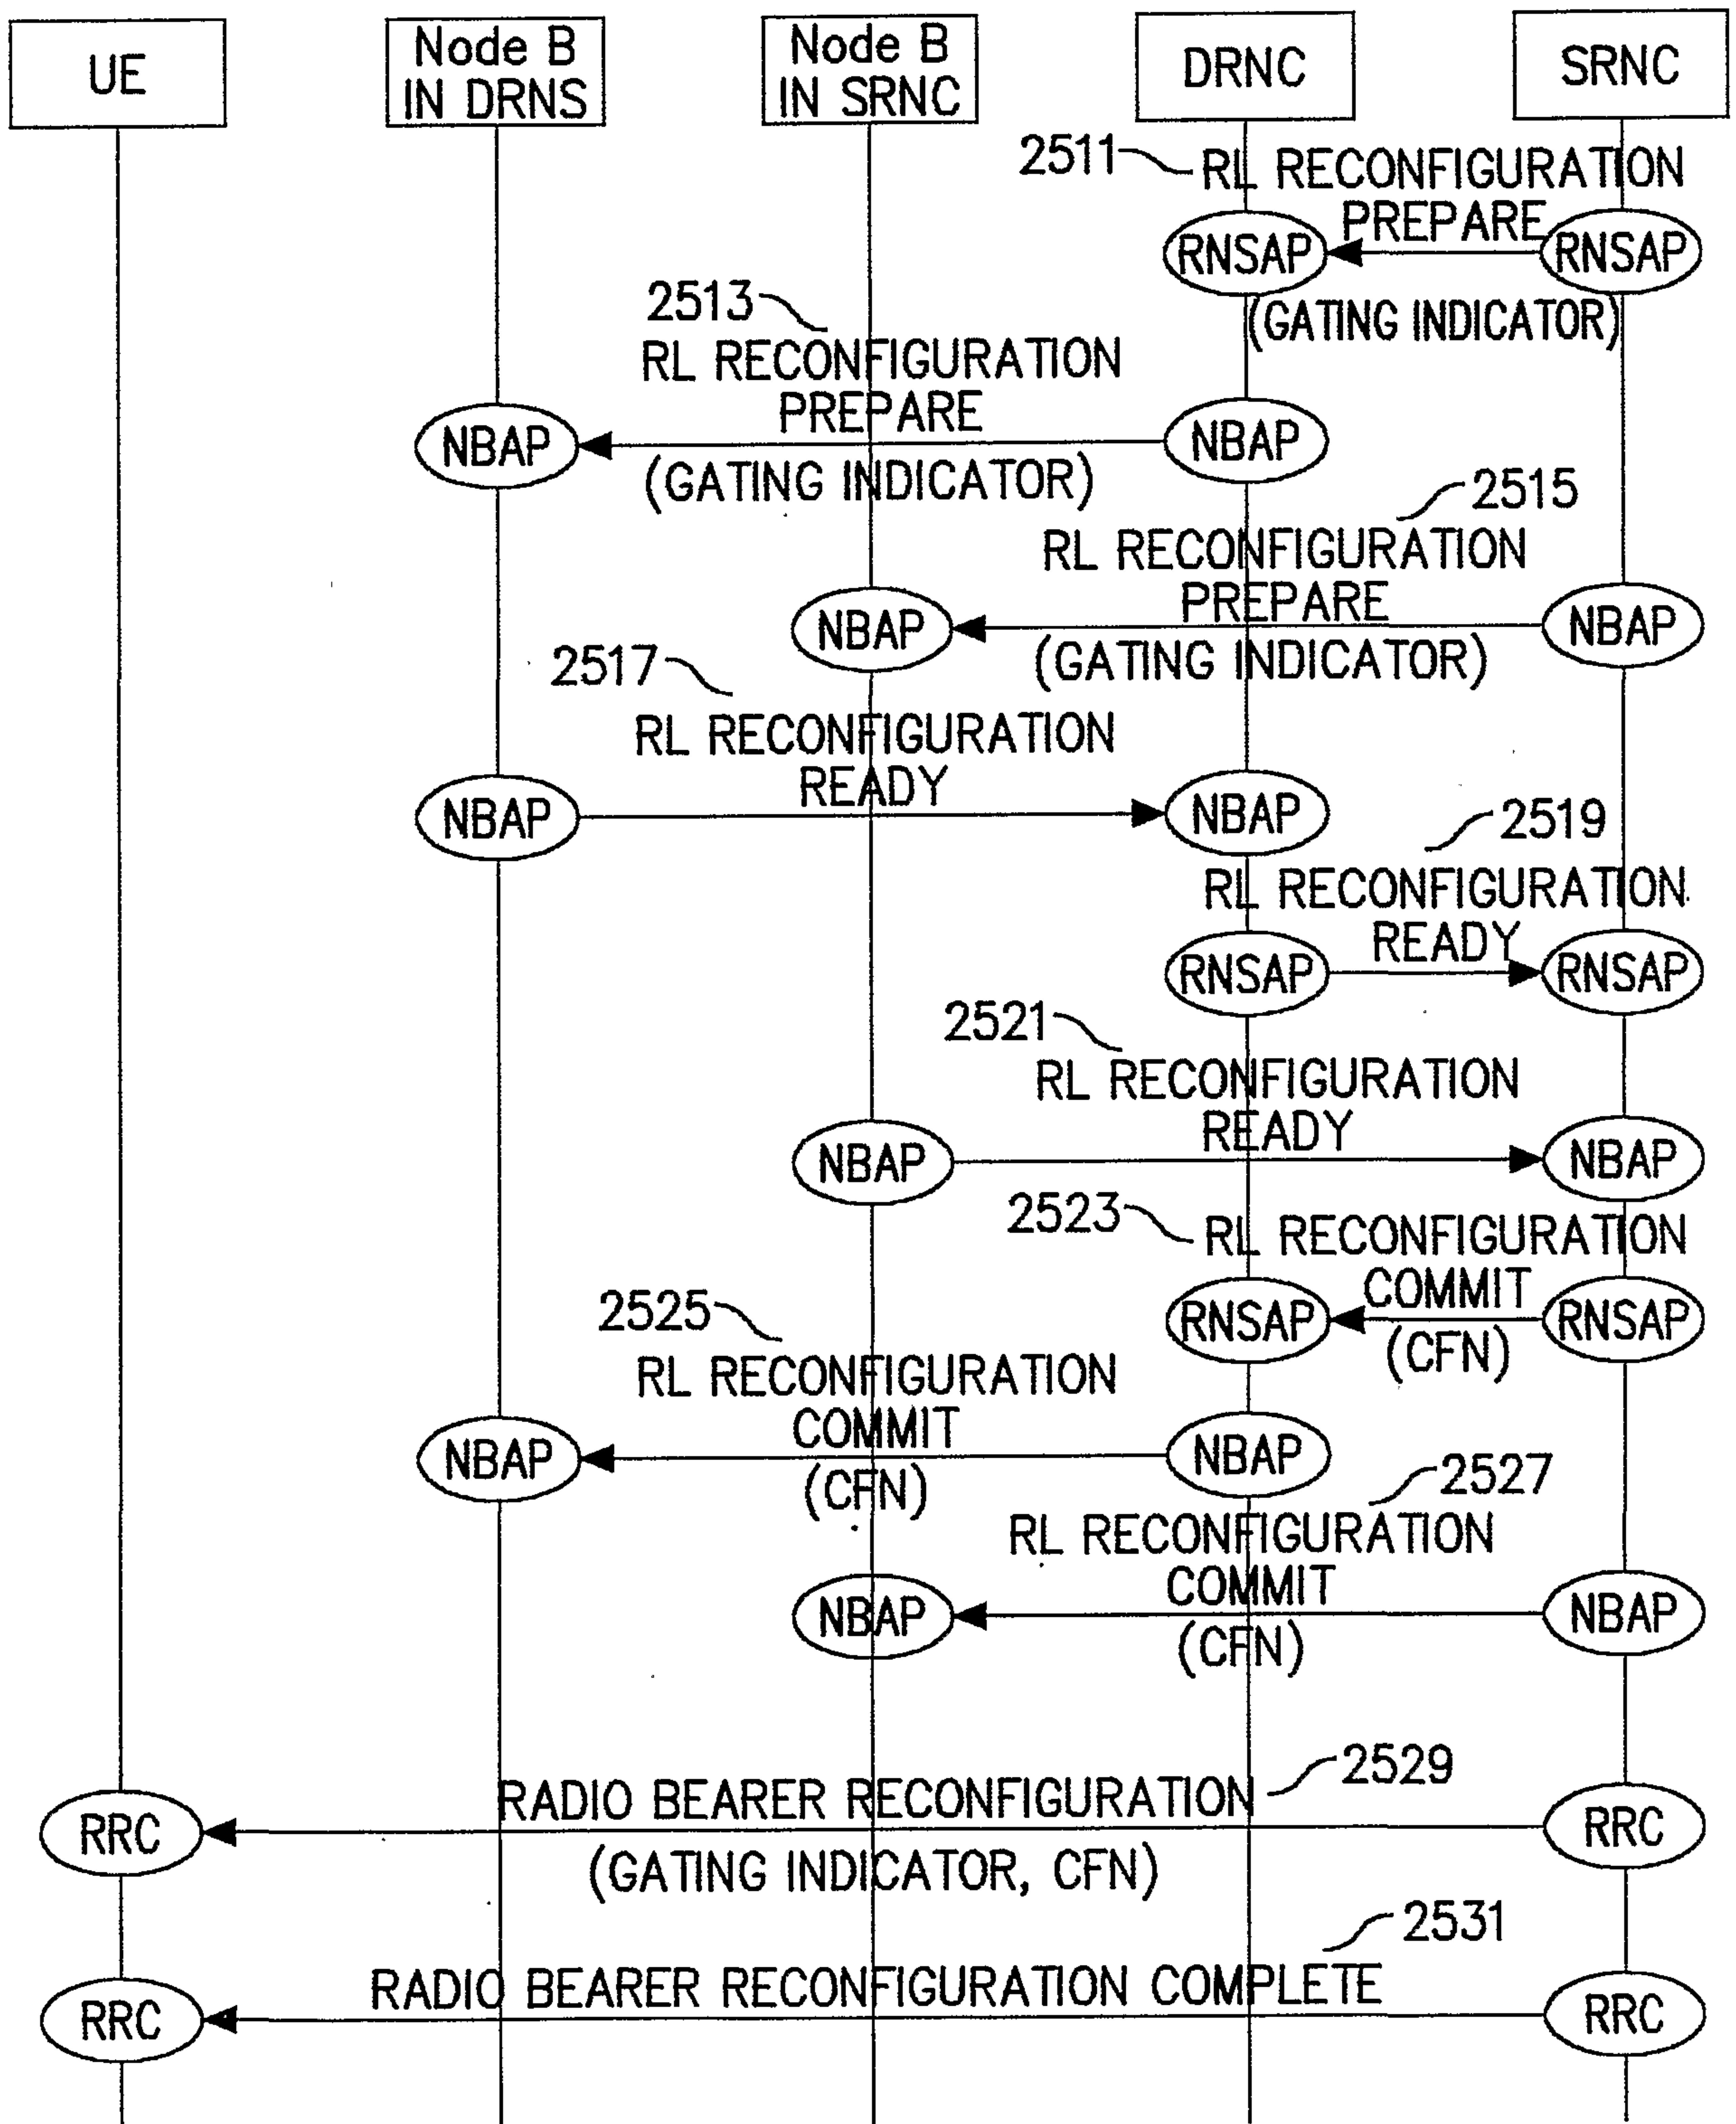 UE
Node B
IN DRNS
Node B
IN SRNC
DRNC
SRNC
2511
RL RECONFIGURATION
PREPARE
RNSAP
RNSAP
(GATING INDICATOR)
2513
RL RECONFIGURATION
PREPARE
NBAP
NBAP
(GATING INDICATOR)
2515
RL RECONFIGURATION
PREPARE
NBAP
NBAP
(GATING INDICATOR)
2517
RL RECONFIGURATION
READY
NBAP
NBAP
2519
RL RECONFIGURATION
READY
RNSAP
RNSAP
2521
RL RECONFIGURATION
READY
NBAP
NBAP
2523
RL RECONFIGURATION
COMMIT
RNSAP
RNSAP
(CFN)
2525
RL RECONFIGURATION
COMMIT
NBAP
NBAP
(CFN)
2527
RL RECONFIGURATION
COMMIT
NBAP
NBAP
(CFN)
2529
RADIO BEARER RECONFIGURATION
RRC
RRC
(GATING INDICATOR, CFN)
2531
RADIO BEARER RECONFIGURATION COMPLETE
RRC
RRC